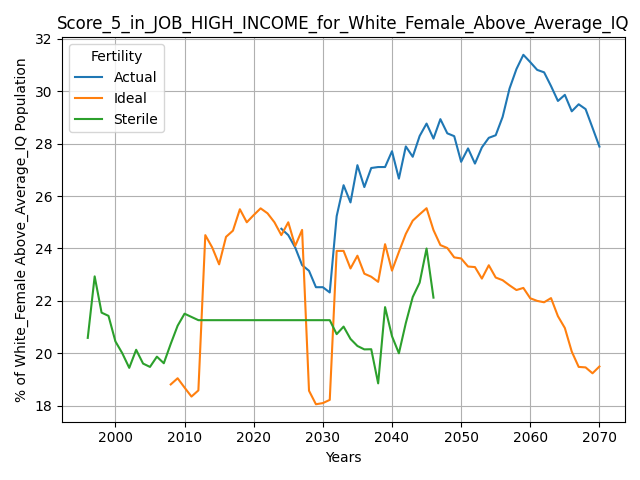 Score_5_in_JOB_HIGH_INCOME_for_White_Female_Above_Average_IQ
Fertility
Actual
Ideal
Sterile
% of White_Female Above_Average_IQ Population
32
30
28
26
24
22
20
18
2000
2010
2020
2030
2040
2050
2060
2070
Years